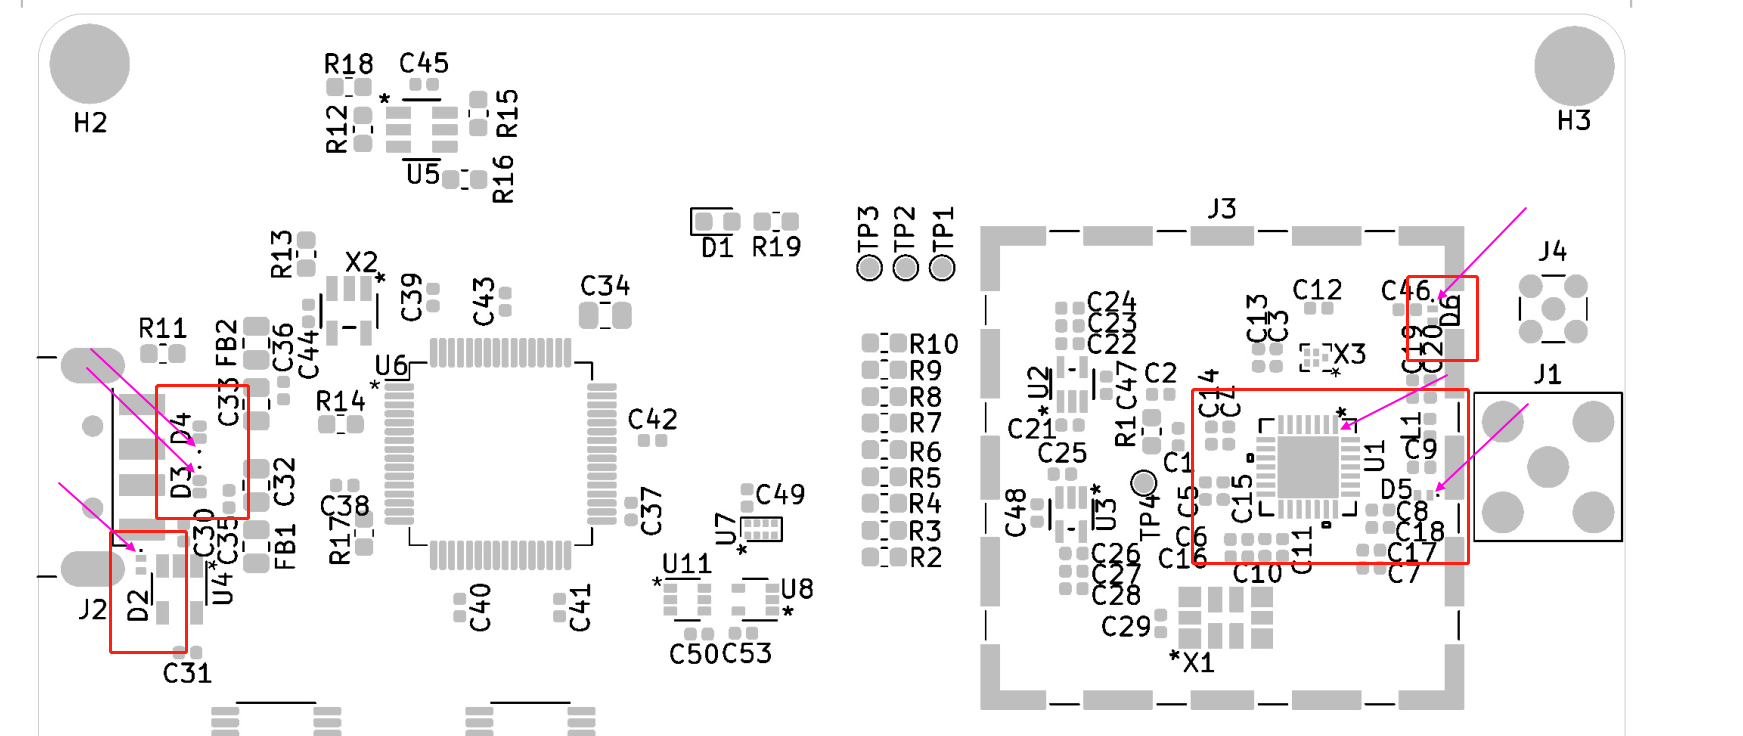 R18 C45
H2
R12
*
R15
U5
R16
H3
J3
TP3
TP2
TP1
D1 R19
R13
X2
*
C39
C43
C34
J4
R11
FB2
C36
C44
U6
*
C24
C23
C22
C13
C3
C12
C46
D6
C19
C20
X3
*
R10
R9
R8
R7
R6
R5
R4
R3
R2
U2
*
C47
C2
C14
C4
J1
C33
R14
D4
D3
C42
C21
R1
C25
C1
*
U1
L1
C9
D5
C32
C38
C37
C49
U7
*
C48
*
U3
TP4
C5
C15
C8
C18
C30
C35
FB1
R17
C6
C16
C11
C17
C7
C10
C26
C27
C28
C29
U11
*
U8
*
*
U4
J2
D2
C40
C41
C50 C53
C31
*X1